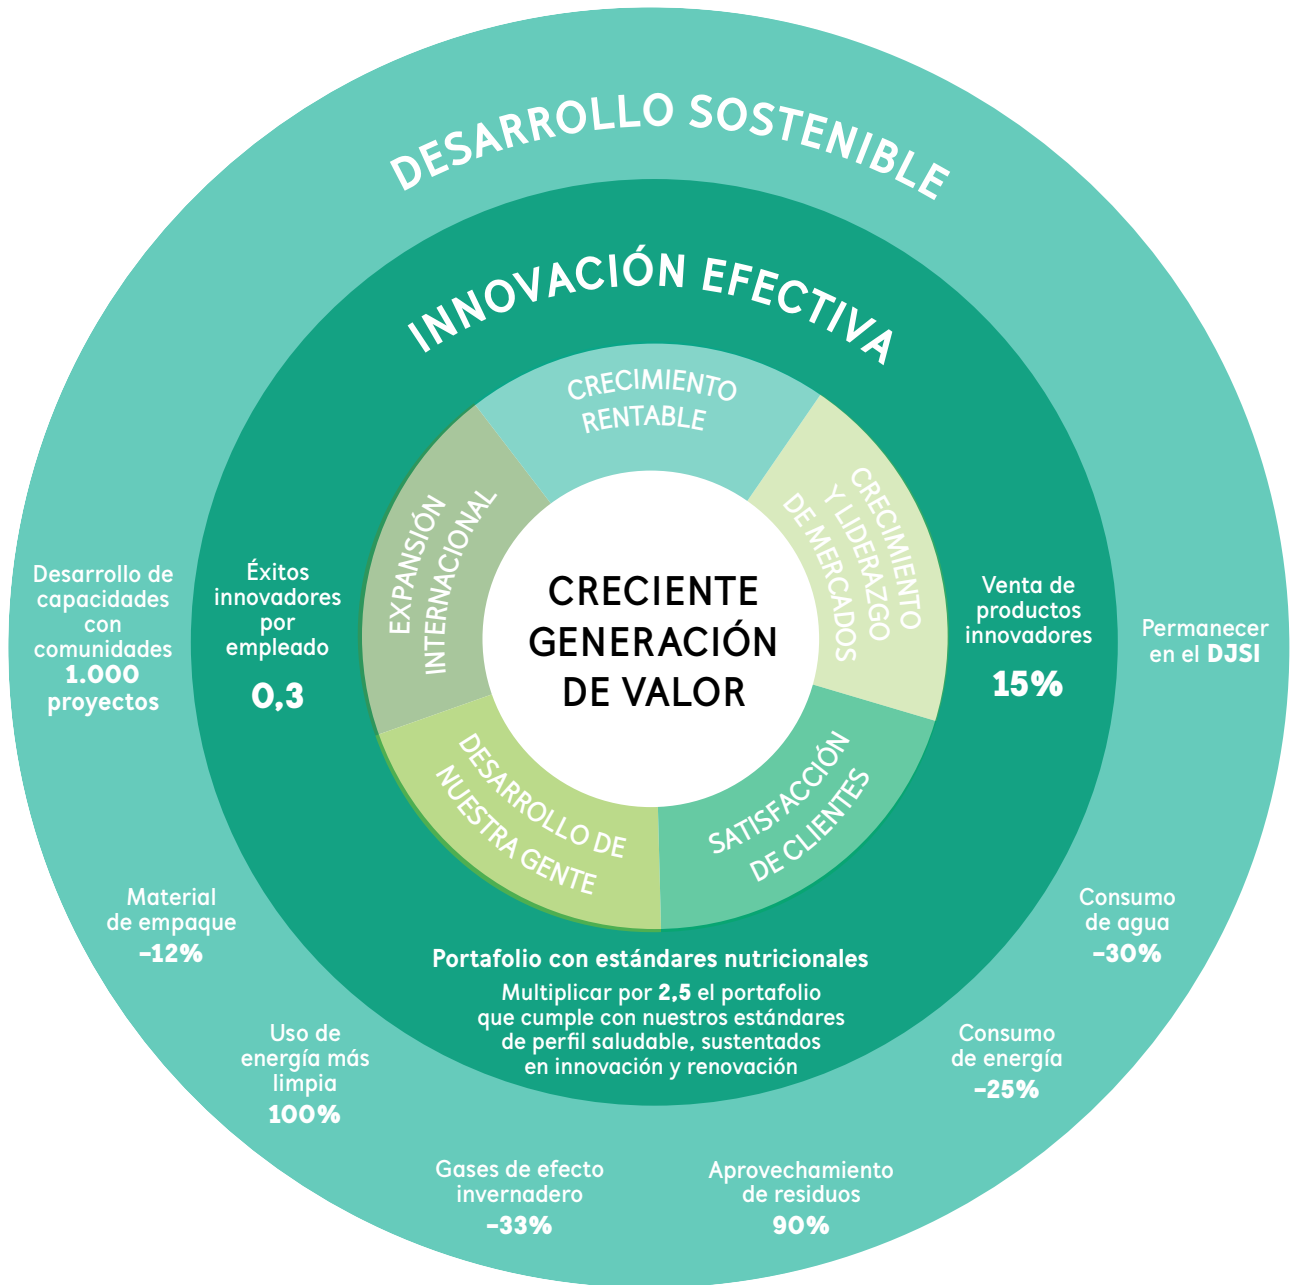 DESARROLLO SOSTENIBLE
INNOVACIÓN EFECTIVA
CRECIMIENTO
RENTABLE
CRECIMIENTO
Y LIDERAZGO
DE MERCADOS
EXPANSIÓN
INTERNACIONAL
CRECIENTE
GENERACIÓN
DE VALOR
DESARROLLO DE
NUESTRA GENTE
SATISFACCIÓN
DE CLIENTES
Desarrollo de
capacidades
con
comunidades
1.000
proyectos
Éxitos
innovadores
por
empleado
0,3
Venta de
productos
innovadores
15%
Permanecer
en el DJSI
Material
de empaque
-12%
Consumo
de agua
-30%
Portafolio con estándares nutricionales
Multiplicar por 2,5 el portafolio
que cumple con nuestros estándares
de perfil saludable, sustentados
en innovación y renovación
Uso de
energía más
limpia
100%
Consumo
de energía
-25%
Gases de efecto
invernadero
-33%
Aprovechamiento
de residuos
90%